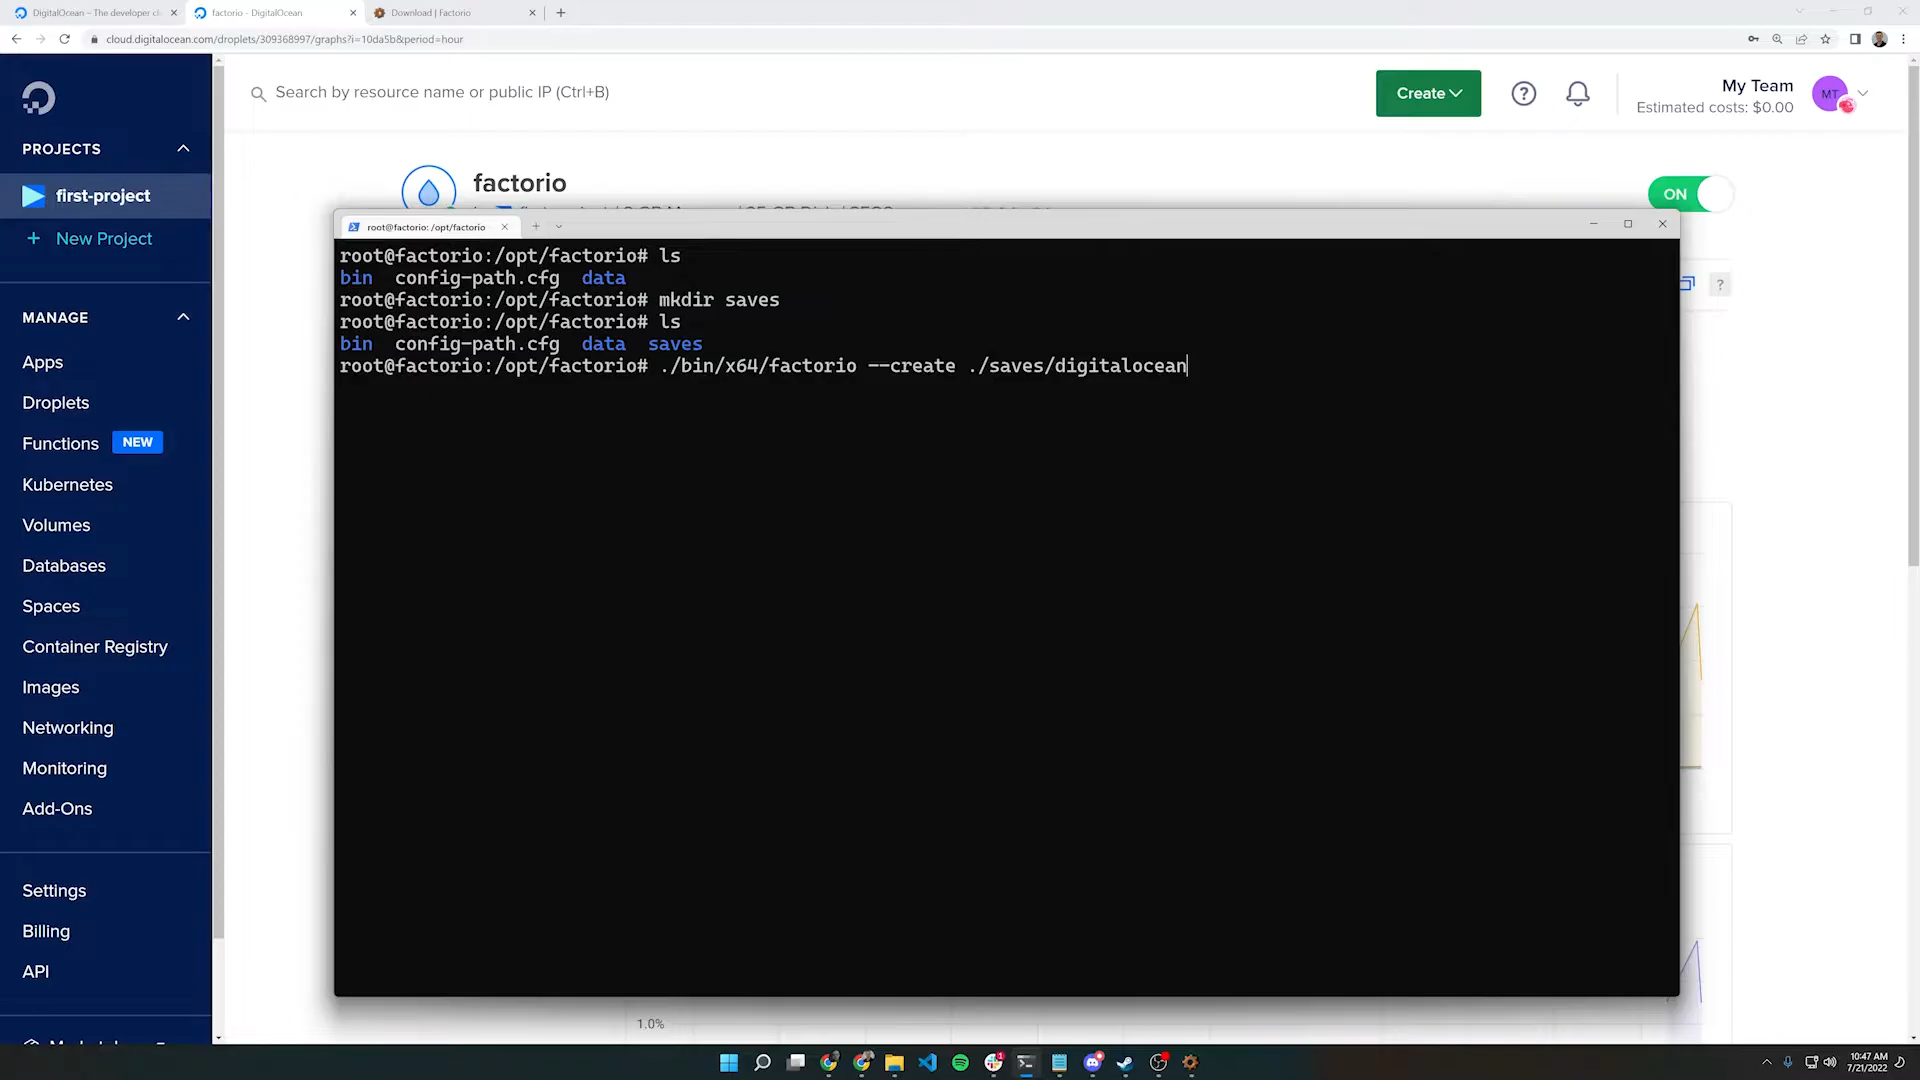 DigitalOcean – The developer cl
factorio - DigitalOcean
Download | Factorio
cloud.digitalocean.com/droplets/309368997/graphs?i=10da5b&period=hour
Search by resource name or public IP (Ctrl+B)
Create
?
My Team
Estimated costs: $0.00
MT
PROJECTS
first-project
+ New Project
MANAGE
Apps
Droplets
Functions NEW
Kubernetes
Volumes
Databases
Spaces
Container Registry
Images
Networking
Monitoring
Add-Ons
Settings
Billing
API
factorio
ON
?
root@factorio: /opt/factorio
root@factorio:/opt/factorio# ls
bin config-path.cfg data
root@factorio:/opt/factorio# mkdir saves
root@factorio:/opt/factorio# ls
bin config-path.cfg data saves
root@factorio:/opt/factorio# ./bin/x64/factorio --create ./saves/digitalocean
1.0%
10:47 AM
7/21/2022